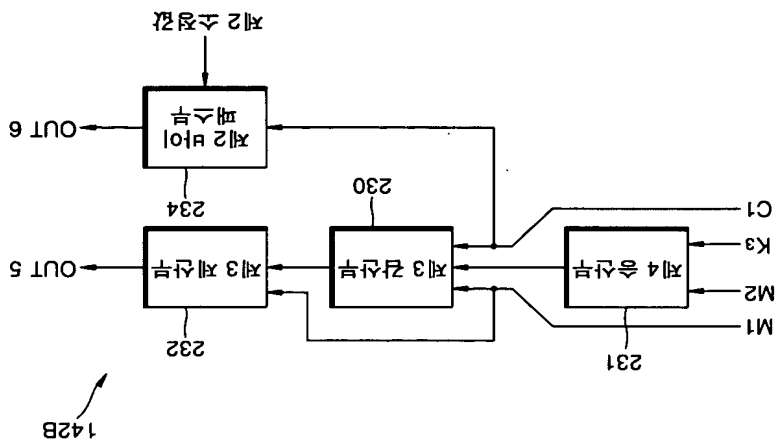 142B
231
232
M1
M2
K3
C1
제 4 승산부
제 3 감산부
제 3 제산부
OUT 5
230
234
제 2 바이
패스부
OUT 6
제 2 소정값